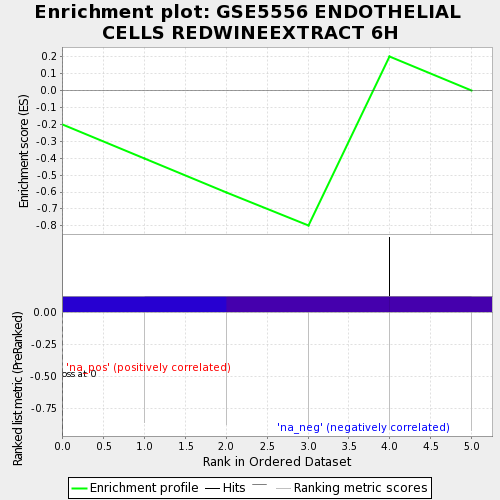 Enrichment plot: GSE5556 ENDOTHELIAL
CELLS REDWINEEXTRACT 6H
Enrichment score (ES)
0.2
0.1
0.0
-0.1
-0.2
-0.3
-0.4
-0.5
-0.6
-0.7
-0.8
Ranked list metric (PreRanked)
0.00
-0.25
-0.50
-0.75
'na_pos' (positively correlated)
oss at 0
'na_neg' (negatively correlated)
0.0 0.5 1.0 1.5 2.0 2.5 3.0 3.5 4.0 4.5 5.0
Rank in Ordered Dataset
Enrichment profile Hits Ranking metric scores